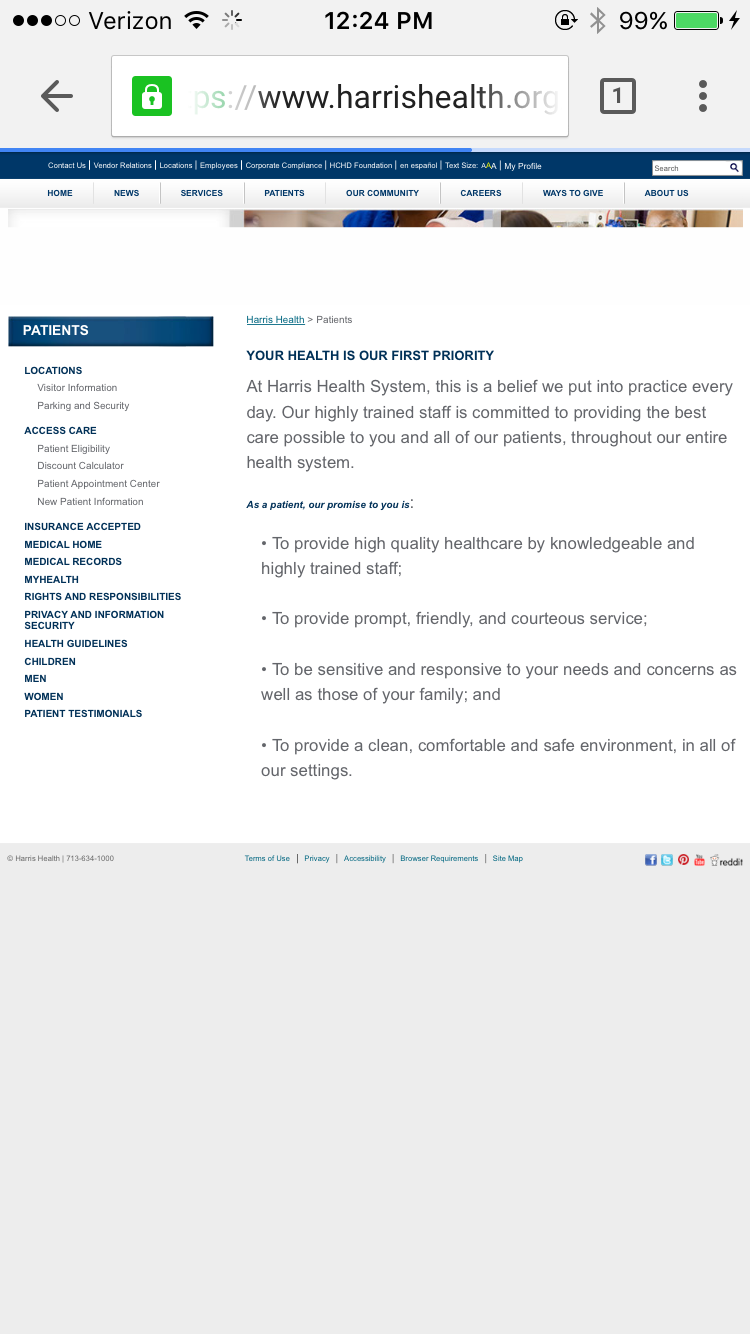 Verizon 12:24 PM 99%
ps://www.harrishealth.org 1
Contact Us | Vendor Relations | Locations | Employees | Corporate Compliance | HCHD Foundation | en español | Text Size: AAA | My Profile Search
HOME NEWS SERVICES PATIENTS OUR COMMUNITY CAREERS WAYS TO GIVE ABOUT US
PATIENTS
LOCATIONS
Visitor Information
Parking and Security
ACCESS CARE
Patient Eligibility
Discount Calculator
Patient Appointment Center
New Patient Information
INSURANCE ACCEPTED
MEDICAL HOME
MEDICAL RECORDS
MYHEALTH
RIGHTS AND RESPONSIBILITIES
PRIVACY AND INFORMATION
SECURITY
HEALTH GUIDELINES
CHILDREN
MEN
WOMEN
PATIENT TESTIMONIALS
Harris Health > Patients
YOUR HEALTH IS OUR FIRST PRIORITY
At Harris Health System, this is a belief we put into practice every
day. Our highly trained staff is committed to providing the best
care possible to you and all of our patients, throughout our entire
health system.
As a patient, our promise to you is:
• To provide high quality healthcare by knowledgeable and
highly trained staff;
• To provide prompt, friendly, and courteous service;
• To be sensitive and responsive to your needs and concerns as
well as those of your family; and
• To provide a clean, comfortable and safe environment, in all of
our settings.
© Harris Health | 713-634-1000 Terms of Use | Privacy | Accessibility | Browser Requirements | Site Map reddit